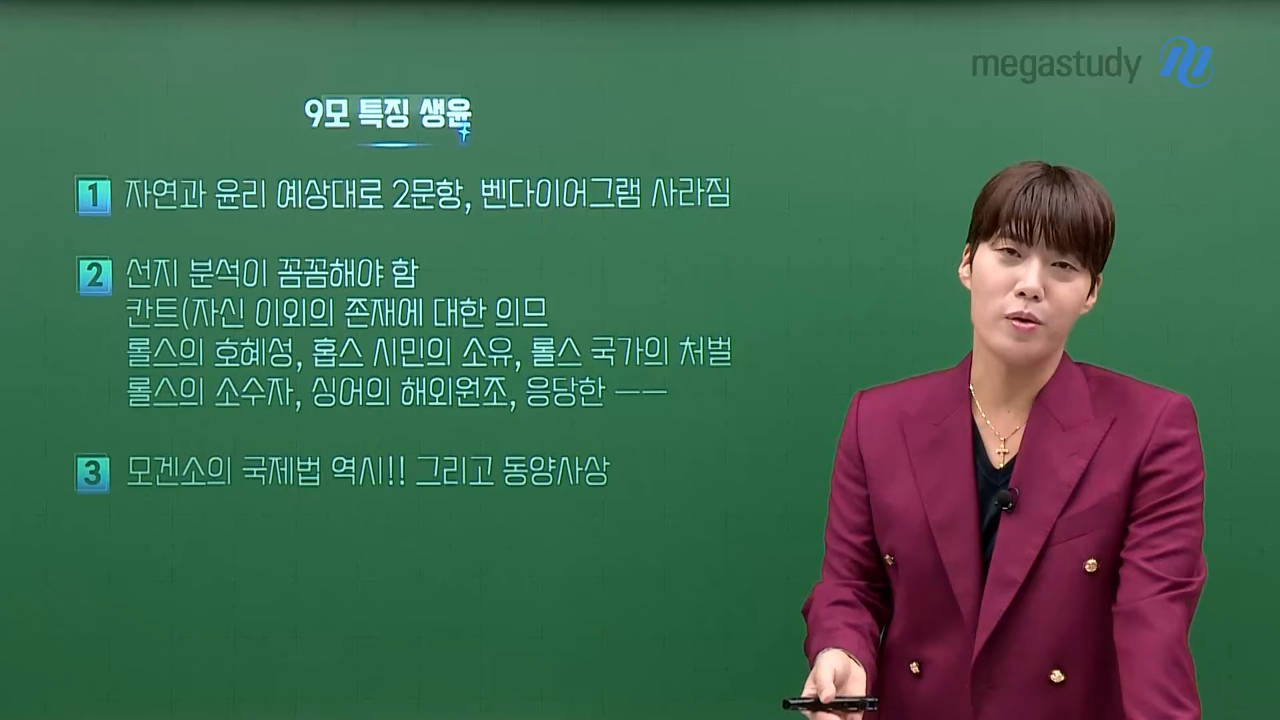 megastudy
9모 특징 생윤
1 자연과 윤리 예상대로 2문항, 벤다이어그램 사라짐
2 선지 분석이 꼼꼼해야 함
칸트(자신 이외의 존재에 대한 의므
롤스의 호혜성, 홉스 시민의 소유, 롤스 국가의 처벌
롤스의 소수자, 싱어의 해외원조, 응당한 ㅡㅡ
3 모겐소의 국제법 역시!! 그리고 동양사상